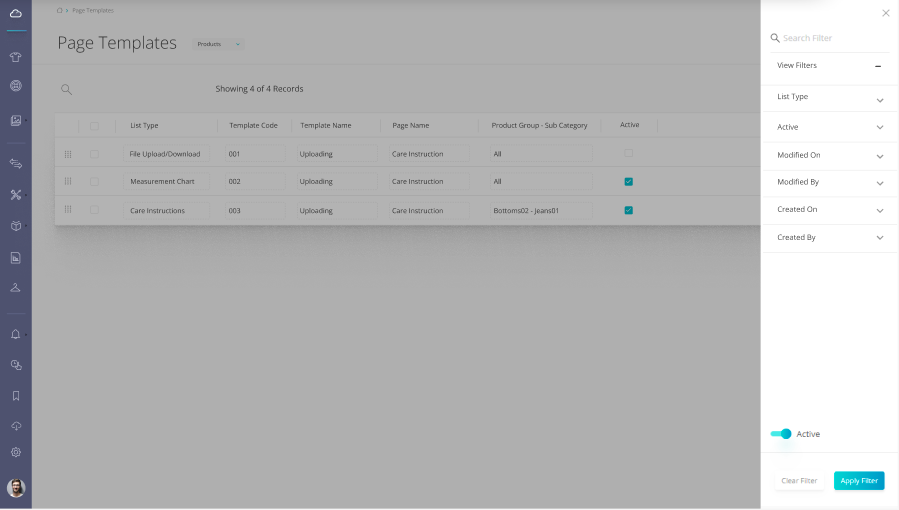 Page Templates
Page Templates
Products
Showing 4 of 4 Records
List Type Template Code Template Name Page Name Product Group - Sub Category Active
File Upload/Download 001 Uploading Care Instruction All
Measurement Chart 002 Uploading Care Instruction All
Care Instructions 003 Uploading Care Instruction Bottoms02 - Jeans01
Search Filter
View Filters
List Type
Active
Modified On
Modified By
Created On
Created By
Active
Clear Filter Apply Filter